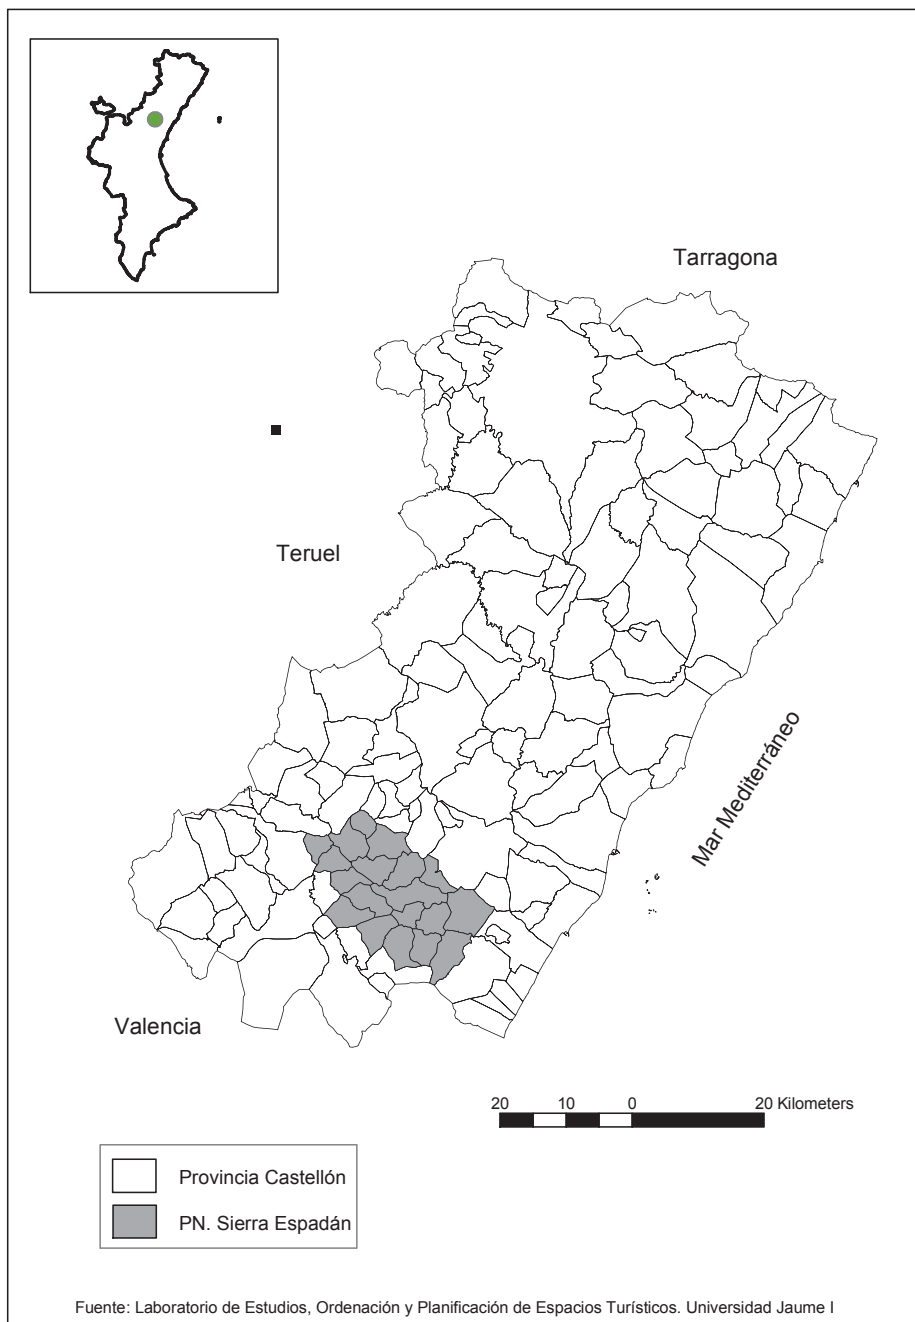 Tarragona
Teruel
Mar Mediterráneo
Valencia
20 10 0 20 Kilometers
Provincia Castellón
PN. Sierra Espadán
Fuente: Laboratorio de Estudios, Ordenación y Planificación de Espacios Turísticos. Universidad Jaume I